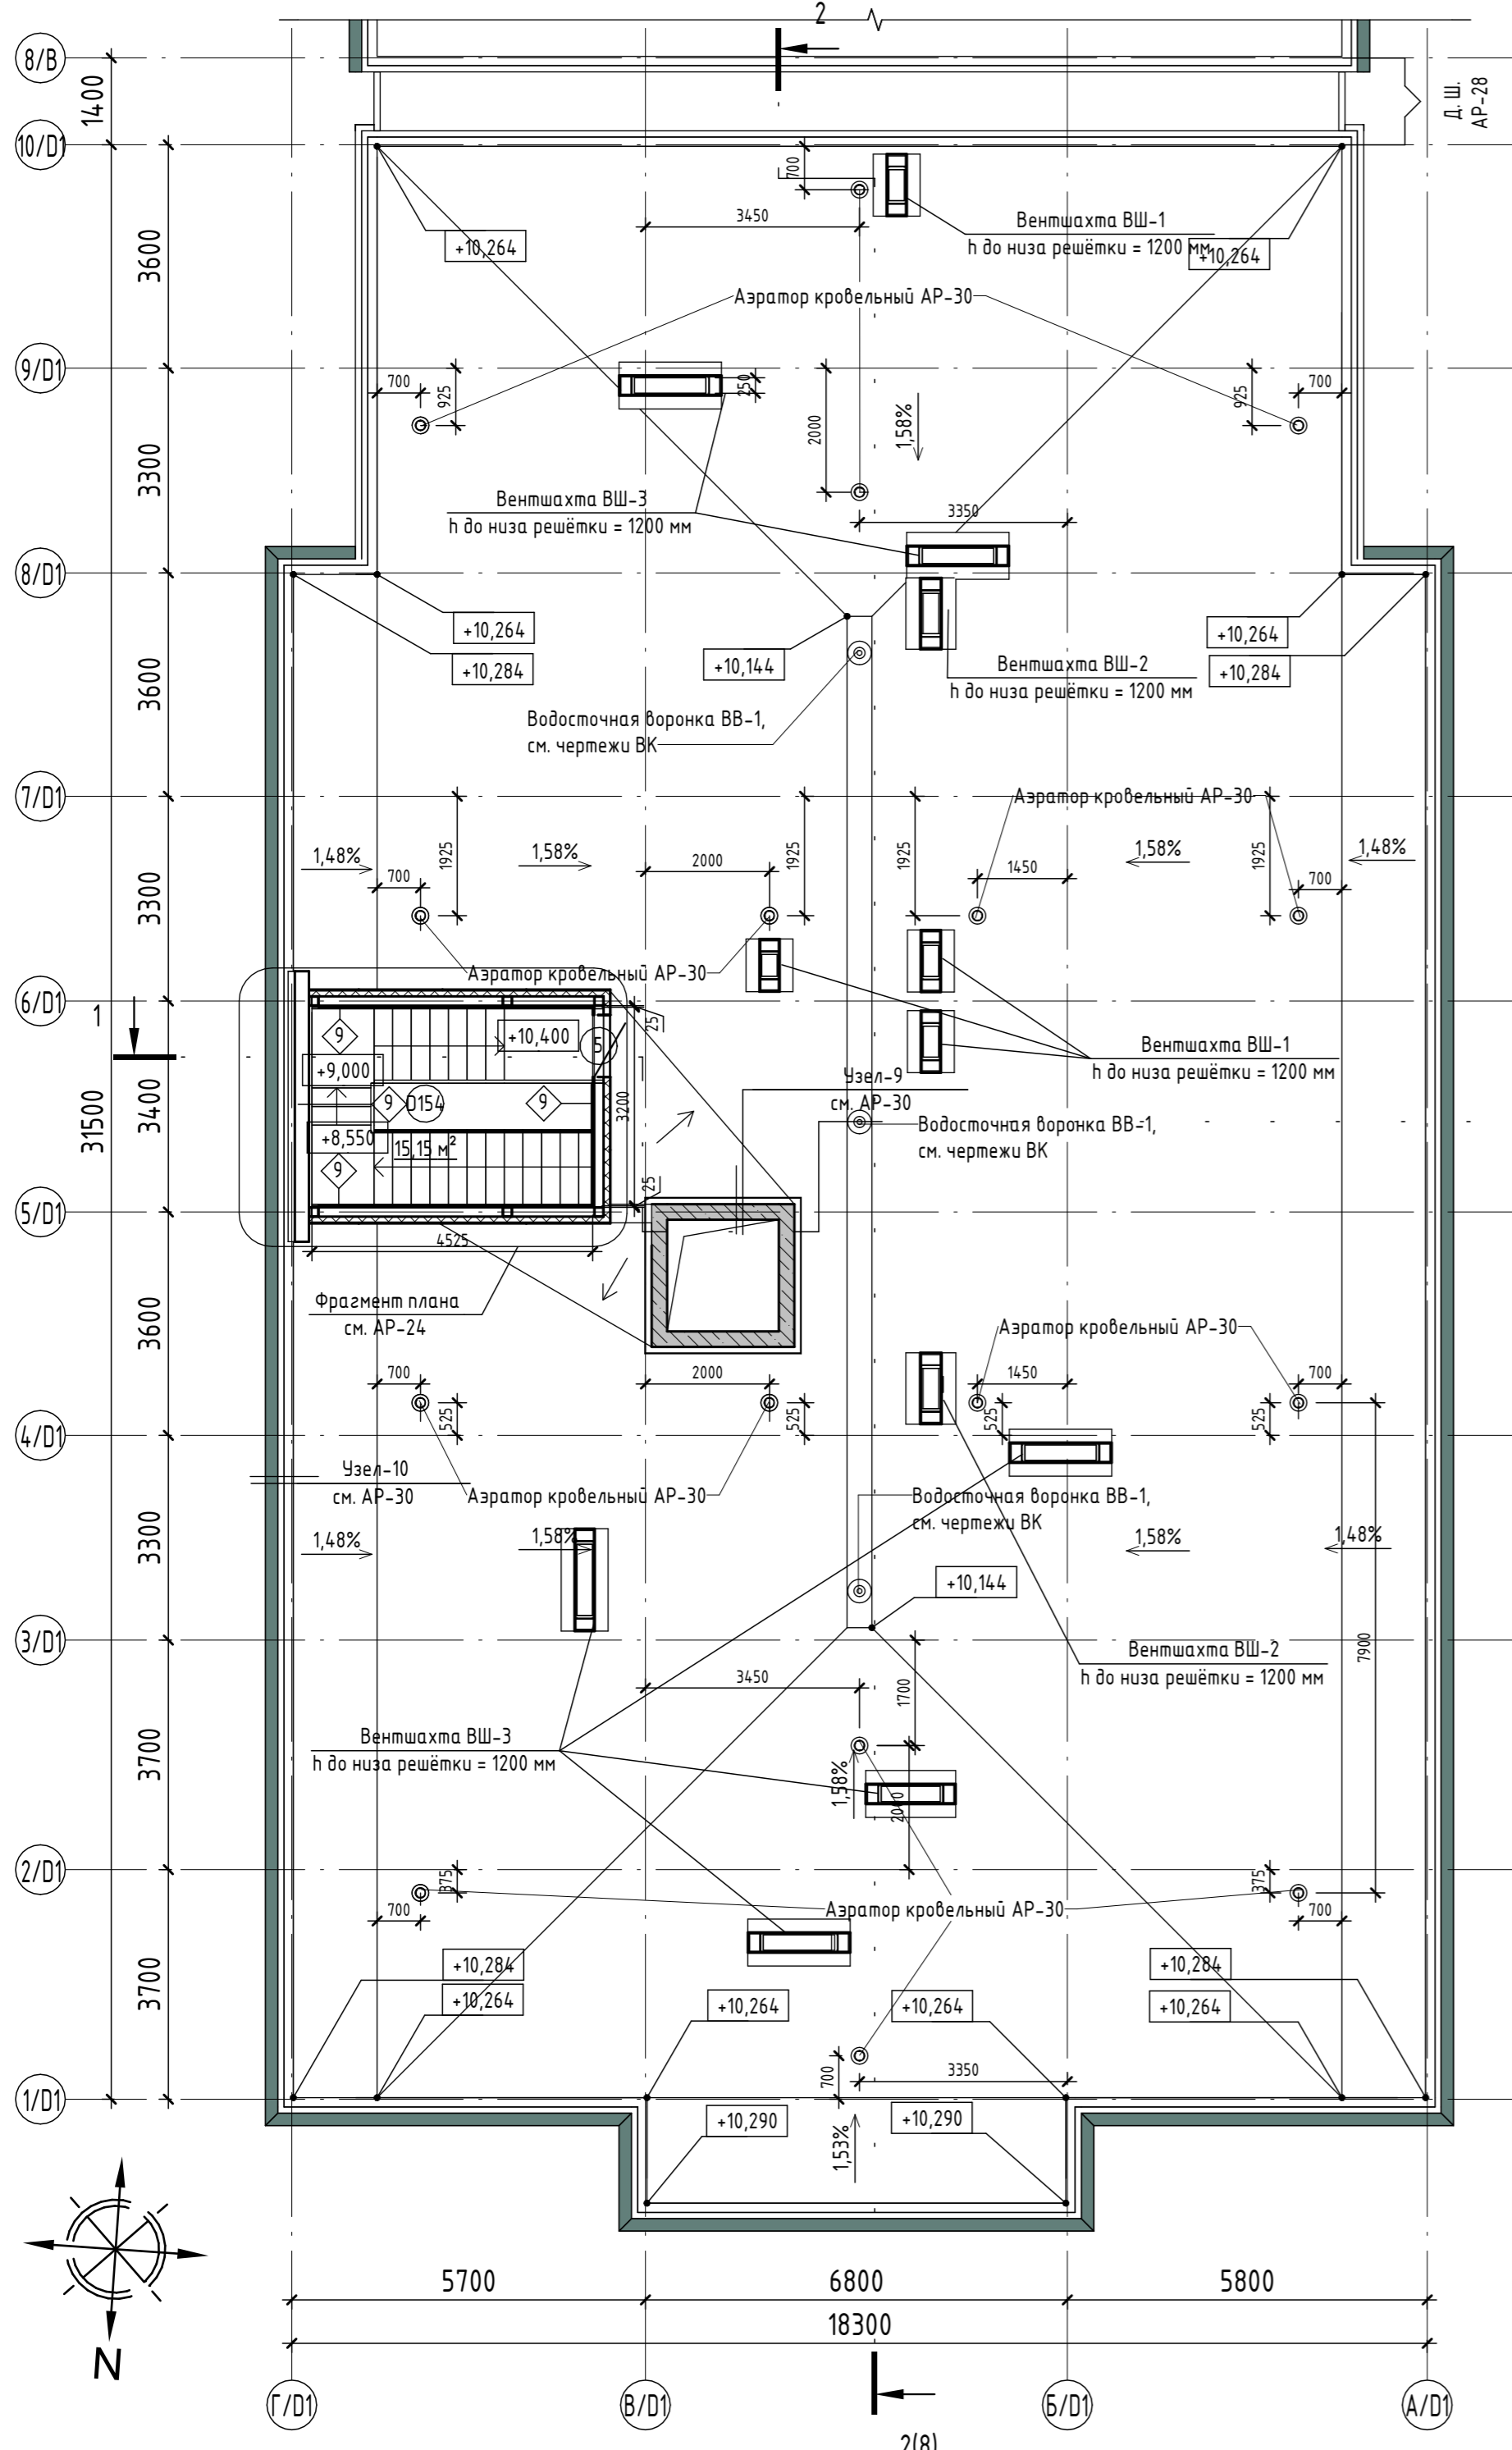 2
8/В
1400
Д. Ш.
АР-28
10/D1
700
3450
Вентшахта ВШ-1
h до низа решётки = 1200 мм
+10,264
+10,264
3600
Аэратор кровельный АР-30
9/D1
700
925
250
2000
1,58%
925
700
3300
Вентшахта ВШ-3
h до низа решётки = 1200 мм
3350
8/D1
+10,264
+10,284
+10,144
+10,264
+10,284
Вентшахта ВШ-2
h до низа решётки = 1200 мм
3600
Водосточная воронка ВВ-1,
см. чертежи ВК
7/D1
Аэратор кровельный АР-30
1,48%
1,58%
1925
2000
1925
1925
1450
1,58%
1925
1,48%
700
700
3300
Аэратор кровельный АР-30
6/D1
1
9
+10,400
5
25
+9,000
9
D154
9
3200
+8,550
15,15 м²
9
25
4525
31500
3400
Узел-9
см. АР-30
Вентшахта ВШ-1
h до низа решётки = 1200 мм
Водосточная воронка ВВ-1,
см. чертежи ВК
5/D1
Фрагмент плана
см. АР-24
3600
Аэратор кровельный АР-30
700
2000
1450
700
525
525
525
525
4/D1
Узел-10
см. АР-30
Аэратор кровельный АР-30
Водосточная воронка ВВ-1,
см. чертежи ВК
3300
1,48%
1,58%
1,58%
1,48%
+10,144
3/D1
7900
Вентшахта ВШ-2
h до низа решётки = 1200 мм
3450
1700
Вентшахта ВШ-3
h до низа решётки = 1200 мм
3700
1,58%
2000
2/D1
375
375
700
Аэратор кровельный АР-30
700
3700
+10,284
+10,264
+10,264
+10,264
+10,284
+10,264
700
3350
1/D1
+10,290
+10,290
1,53%
N
5700
6800
5800
18300
Г/D1
В/D1
Б/D1
А/D1
2(8)